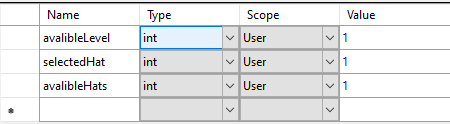 Name Type Scope Value
avalibleLevel int User 1
selectedHat int User 1
avalibleHats int User 1
*